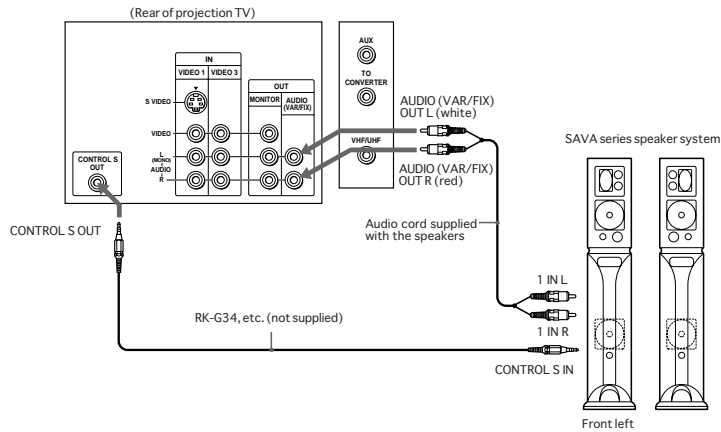 (Rear of projection TV)
IN
VIDEO 1 VIDEO 3
S VIDEO
VIDEO
L
(MONO)
AUDIO
R
OUT
MONITOR
AUDIO
(VAR/FIX)
CONTROL S
OUT
AUX
TO
CONVERTER
VHF/UHF
AUDIO (VAR/FIX)
OUT L (white)
AUDIO (VAR/FIX)
OUT R (red)
SAVA series speaker system
CONTROL S OUT
Audio cord supplied
with the speakers
1 IN L
1 IN R
RK-G34, etc. (not supplied)
CONTROL S IN
Front left